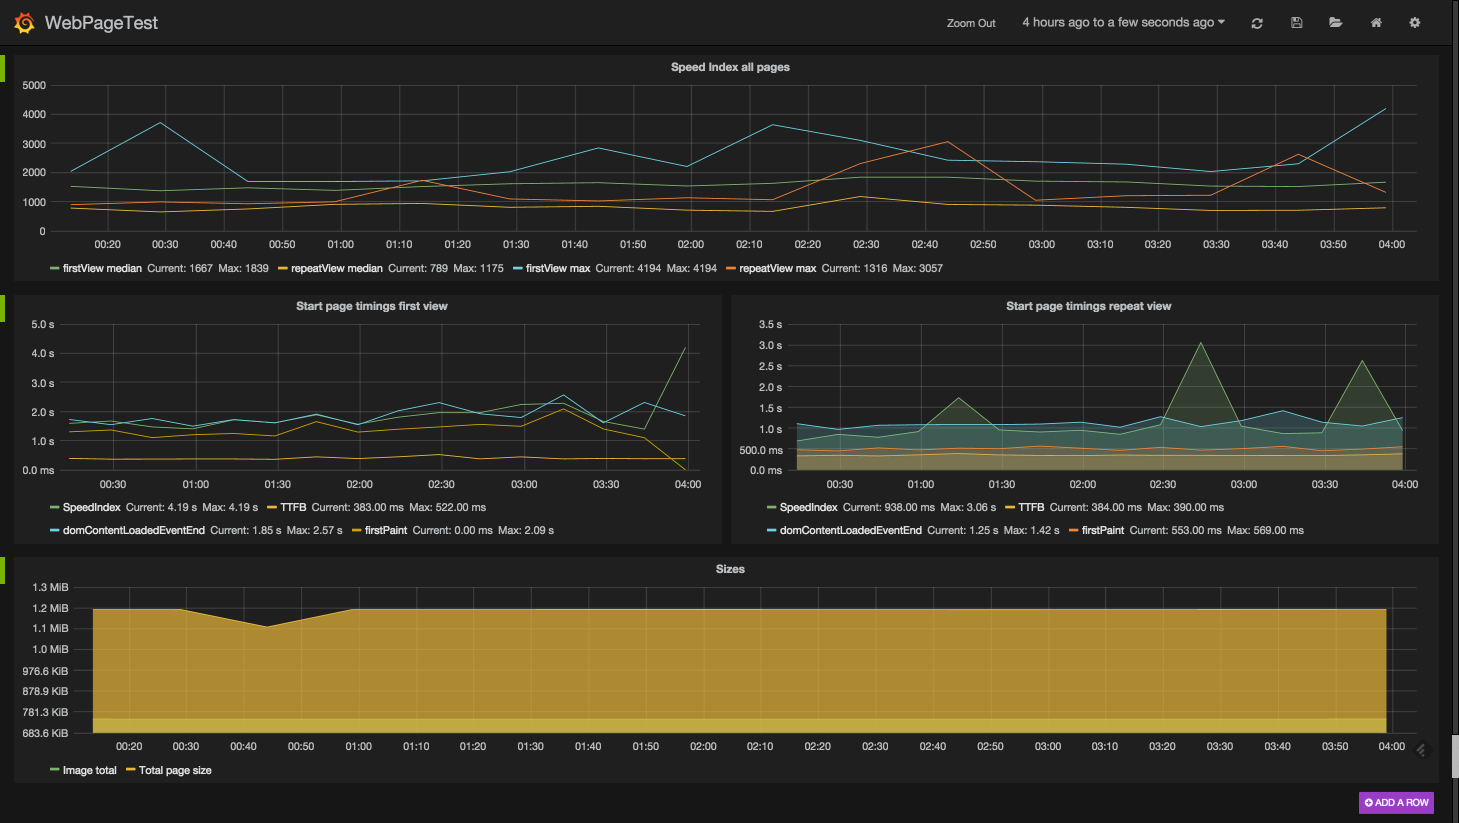 WebPageTest
Zoom Out
4 hours ago to a few seconds ago
Speed Index all pages
5000
4000
3000
2000
1000
0
00:20 00:30 00:40 00:50 01:00 01:10 01:20 01:30 01:40 01:50 02:00 02:10 02:20 02:30 02:40 02:50 03:00 03:10 03:20 03:30 03:40 03:50 04:00
firstView median Current: 1667 Max: 1839 repeatView median Current: 789 Max: 1175 firstView max Current: 4194 Max: 4194 repeatView max Current: 1316 Max: 3057
Start page timings first view
5.0 s
4.0 s
3.0 s
2.0 s
1.0 s
0.0 ms
00:30 01:00 01:30 02:00 02:30 03:00 03:30 04:00
SpeedIndex Current: 4.19 s Max: 4.19 s TTFB Current: 383.00 ms Max: 522.00 ms
domContentLoadedEventEnd Current: 1.85 s Max: 2.57 s firstPaint Current: 0.00 ms Max: 2.09 s
Start page timings repeat view
3.5 s
3.0 s
2.5 s
2.0 s
1.5 s
1.0 s
500.0 ms
0.0 ms
00:30 01:00 01:30 02:00 02:30 03:00 03:30 04:00
SpeedIndex Current: 938.00 ms Max: 3.06 s TTFB Current: 384.00 ms Max: 390.00 ms
domContentLoadedEventEnd Current: 1.25 s Max: 1.42 s firstPaint Current: 553.00 ms Max: 569.00 ms
Sizes
1.3 MiB
1.2 MiB
1.1 MiB
1.0 MiB
976.6 KiB
878.9 KiB
781.3 KiB
683.6 KiB
00:20 00:30 00:40 00:50 01:00 01:10 01:20 01:30 01:40 01:50 02:00 02:10 02:20 02:30 02:40 02:50 03:00 03:10 03:20 03:30 03:40 03:50 04:00
Image total Total page size
ADD A ROW